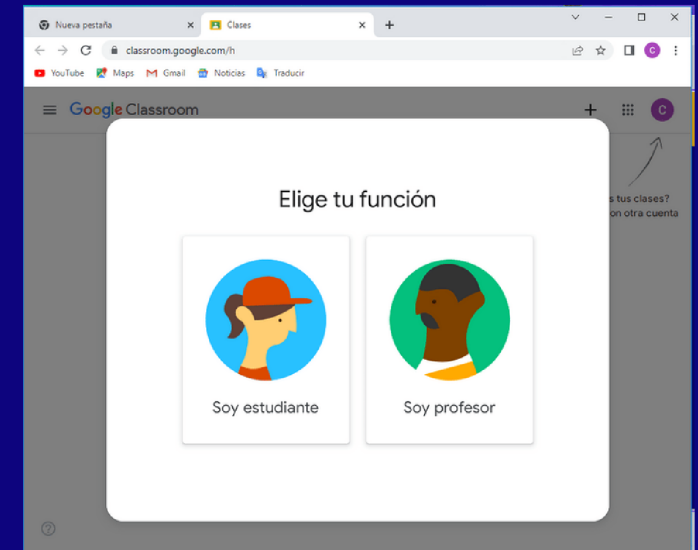 Nueva pestaña
Clases
classroom.google.com/h
C
YouTube
Maps
Gmail
Noticias
Traducir
Google Classroom
C
s tus clases?
on otra cuenta
Elige tu función
Soy estudiante
Soy profesor